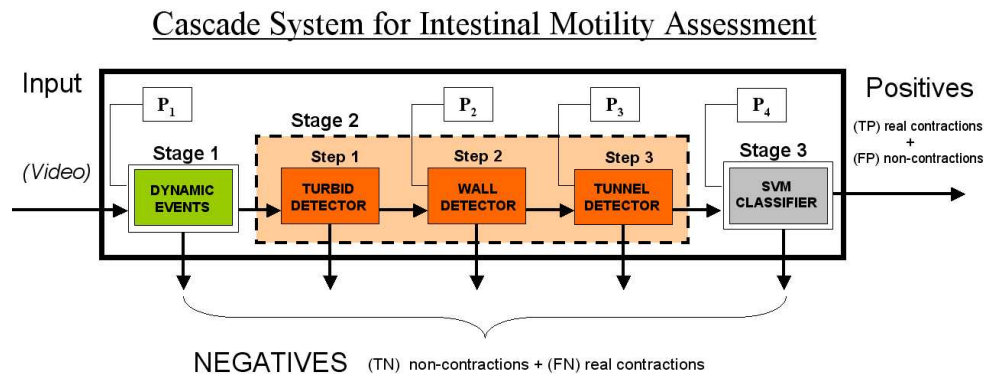 Cascade System for Intestinal Motility Assessment
Input
Positives
P1
P2
P3
P4
(TP) real contractions
+
(FP) non-contractions
Stage 2
Stage 1
Step 1
Step 2
Step 3
Stage 3
(Video)
DYNAMIC
EVENTS
TURBID
DETECTOR
WALL
DETECTOR
TUNNEL
DETECTOR
SVM
CLASSIFIER
NEGATIVES (TN) non-contractions + (FN) real contractions